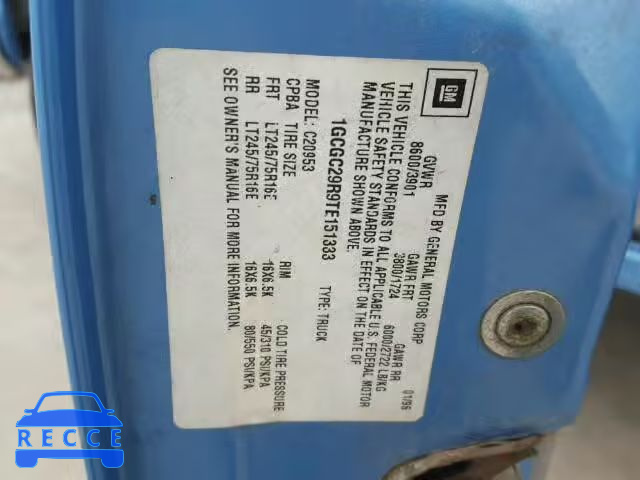 GM
MFD BY GENERAL MOTORS CORP 01/96
GVWR GAWR FRT GAWR RR
8600/3901 3800/1724 6000/2722 LB/KG
THIS VEHICLE CONFORMS TO ALL APPLICABLE U.S. FEDERAL MOTOR
VEHICLE SAFETY STANDARDS IN EFFECT ON THE DATE OF
MANUFACTURE SHOWN ABOVE.
1GCGC29R9TE151333 TYPE: TRUCK
MODEL: C20953
CPBA TIRE SIZE RIM COLD TIRE PRESSURE
FRT LT245/75R16E 16X6.5K 45/310 PSI/KPA
RR LT245/75R16E 16X6.5K 80/550 PSI/KPA
SEE OWNER'S MANUAL FOR MORE INFORMATION.
RECCE